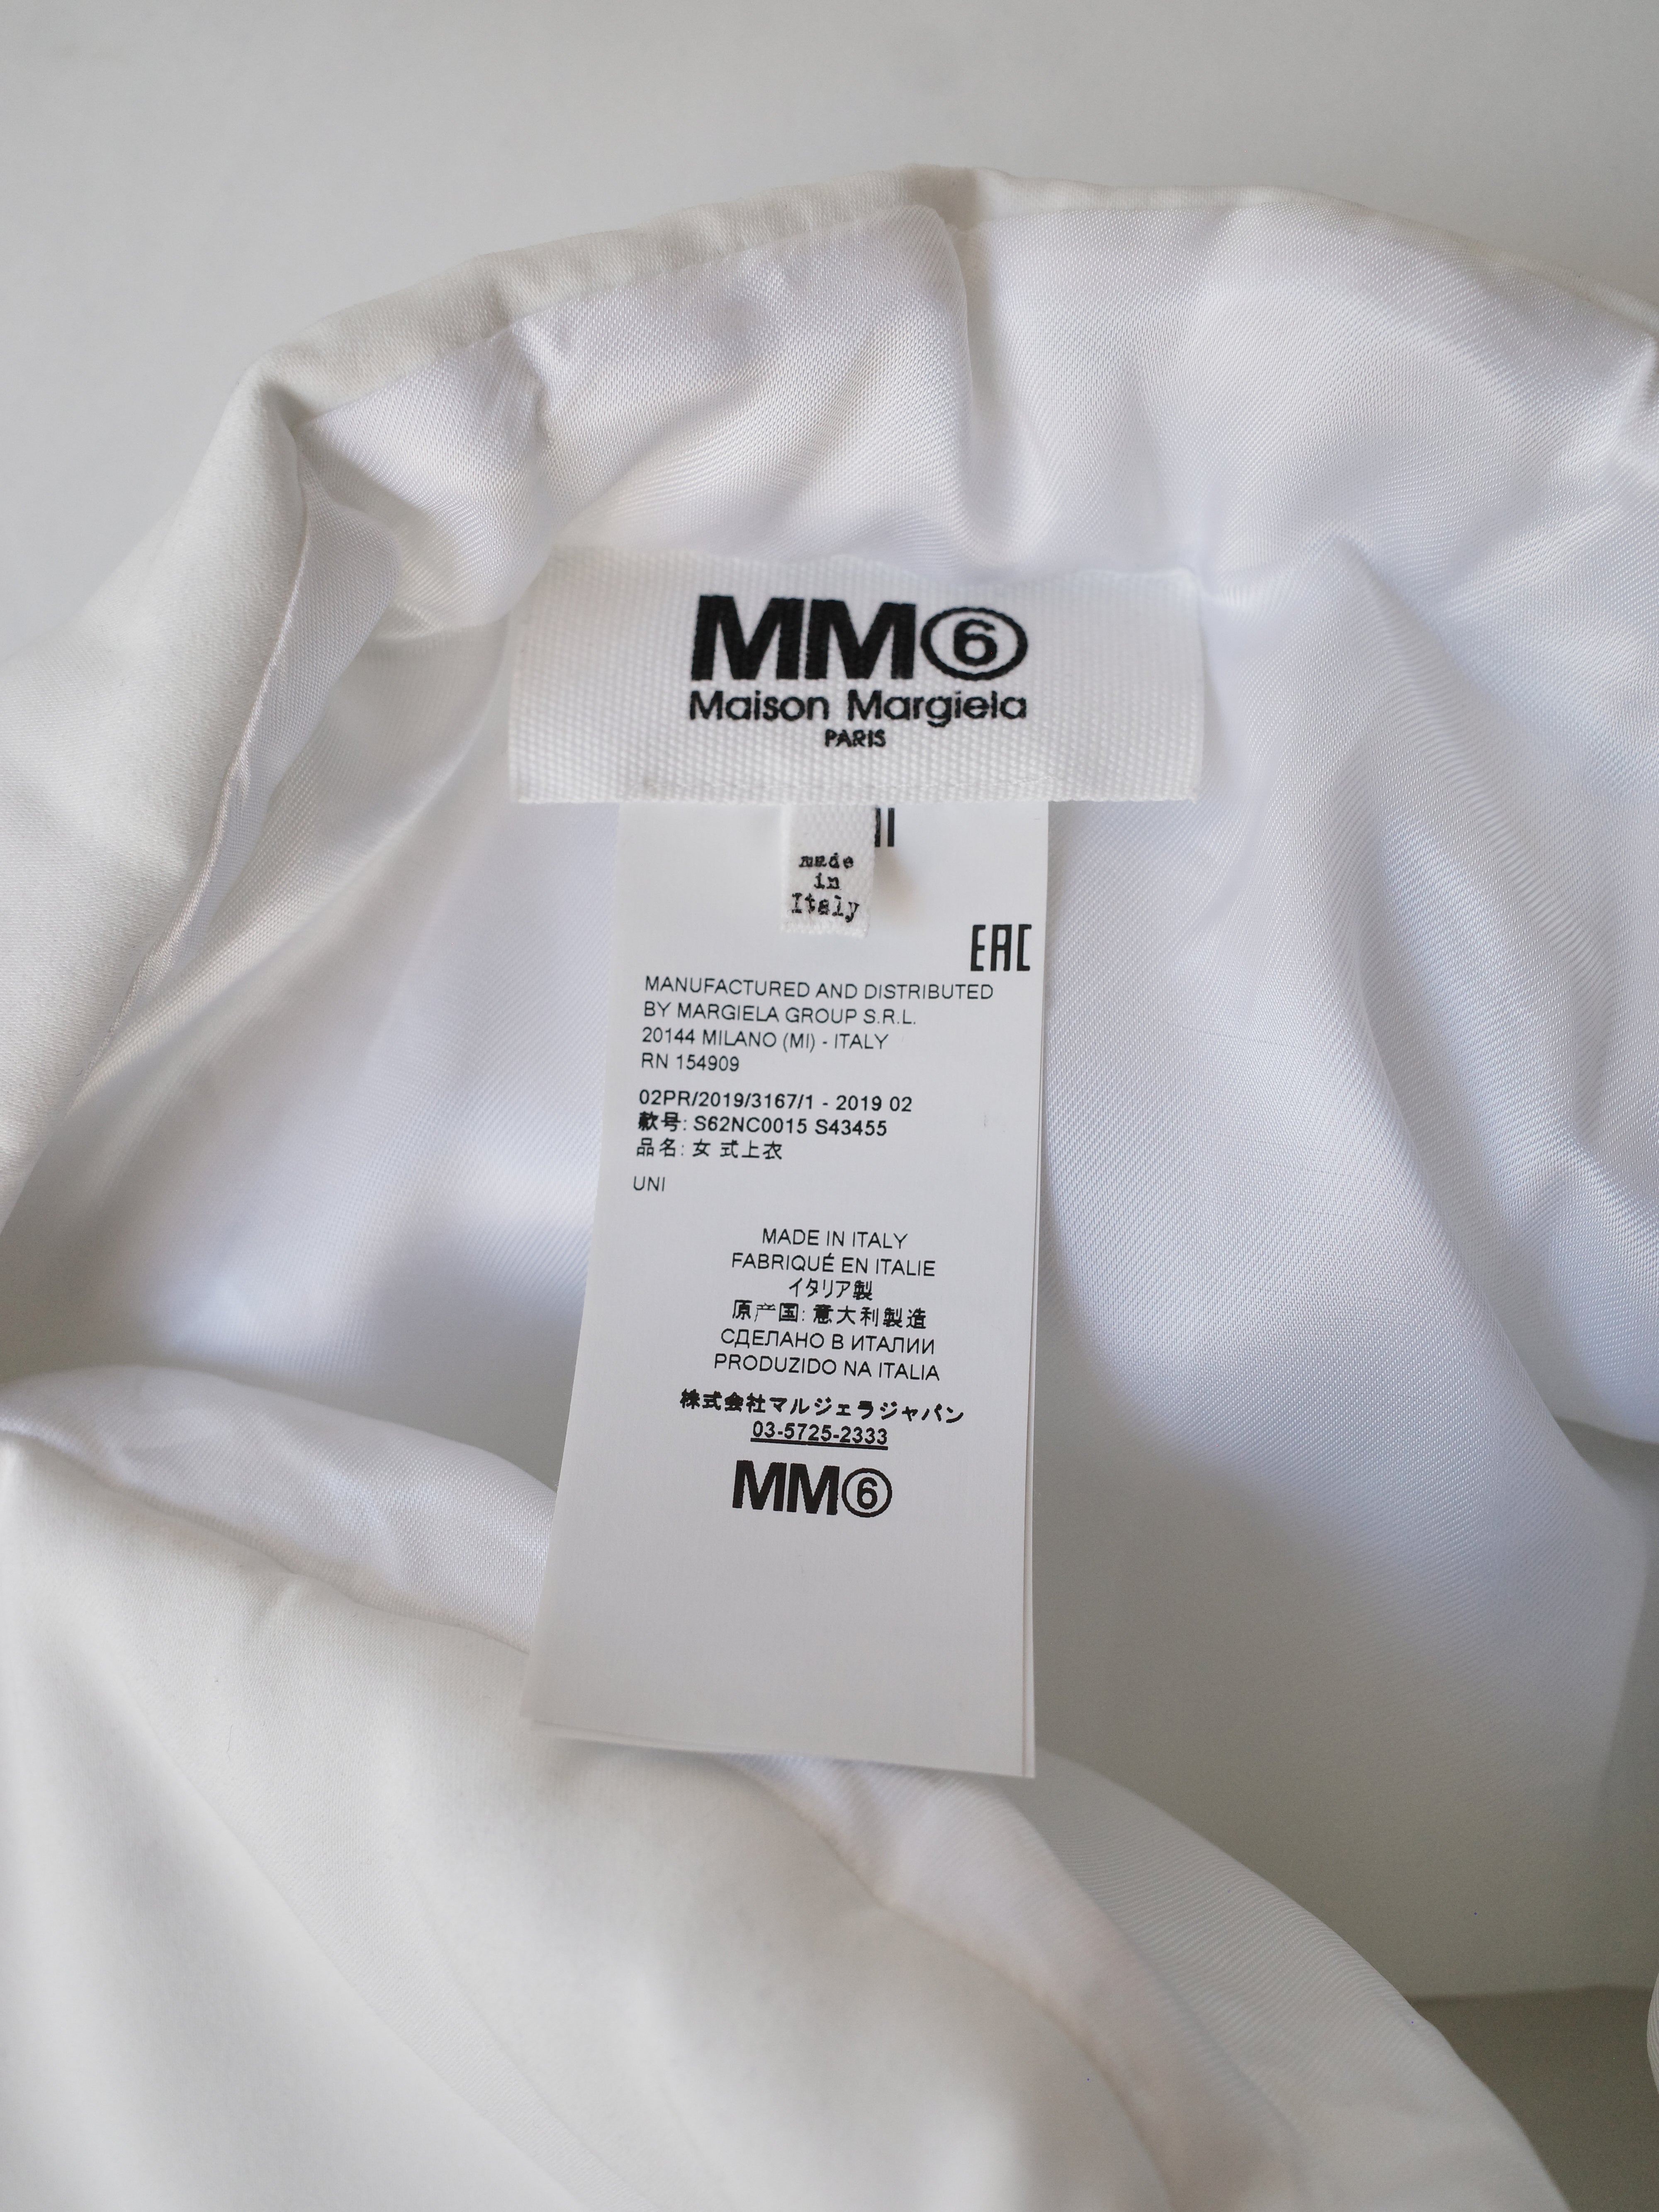 MM⑥
Maison Margiela
PARIS
made
in
Italy
EAC
MANUFACTURED AND DISTRIBUTED
BY MARGIELA GROUP S.R.L.
20144 MILANO (MI) - ITALY
RN 154909
02PR/2019/3167/1 - 2019 02
款号: S62NC0015 S43455
品名: 女 式上衣
UNI
MADE IN ITALY
FABRIQUÉ EN ITALIE
イタリア製
原产国: 意大利製造
СДЕЛАНО В ИТАЛИИ
PRODUZIDO NA ITALIA
株式会社マルジェラジャパン
03-5725-2333
MM⑥